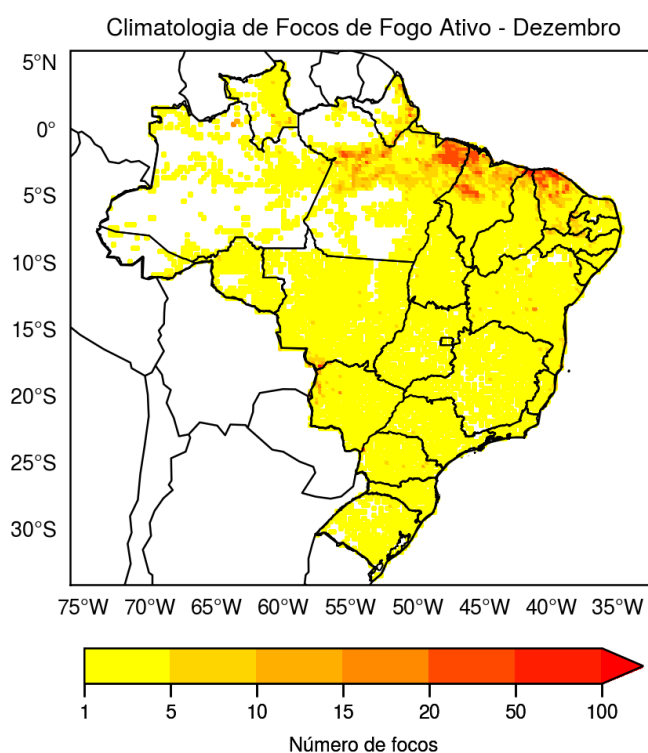 Climatologia de Focos de Fogo Ativo - Dezembro
5°N
0°
5°S
10°S
15°S
20°S
25°S
30°S
75°W 70°W 65°W 60°W 55°W 50°W 45°W 40°W 35°W
1 5 10 15 20 50 100
Número de focos